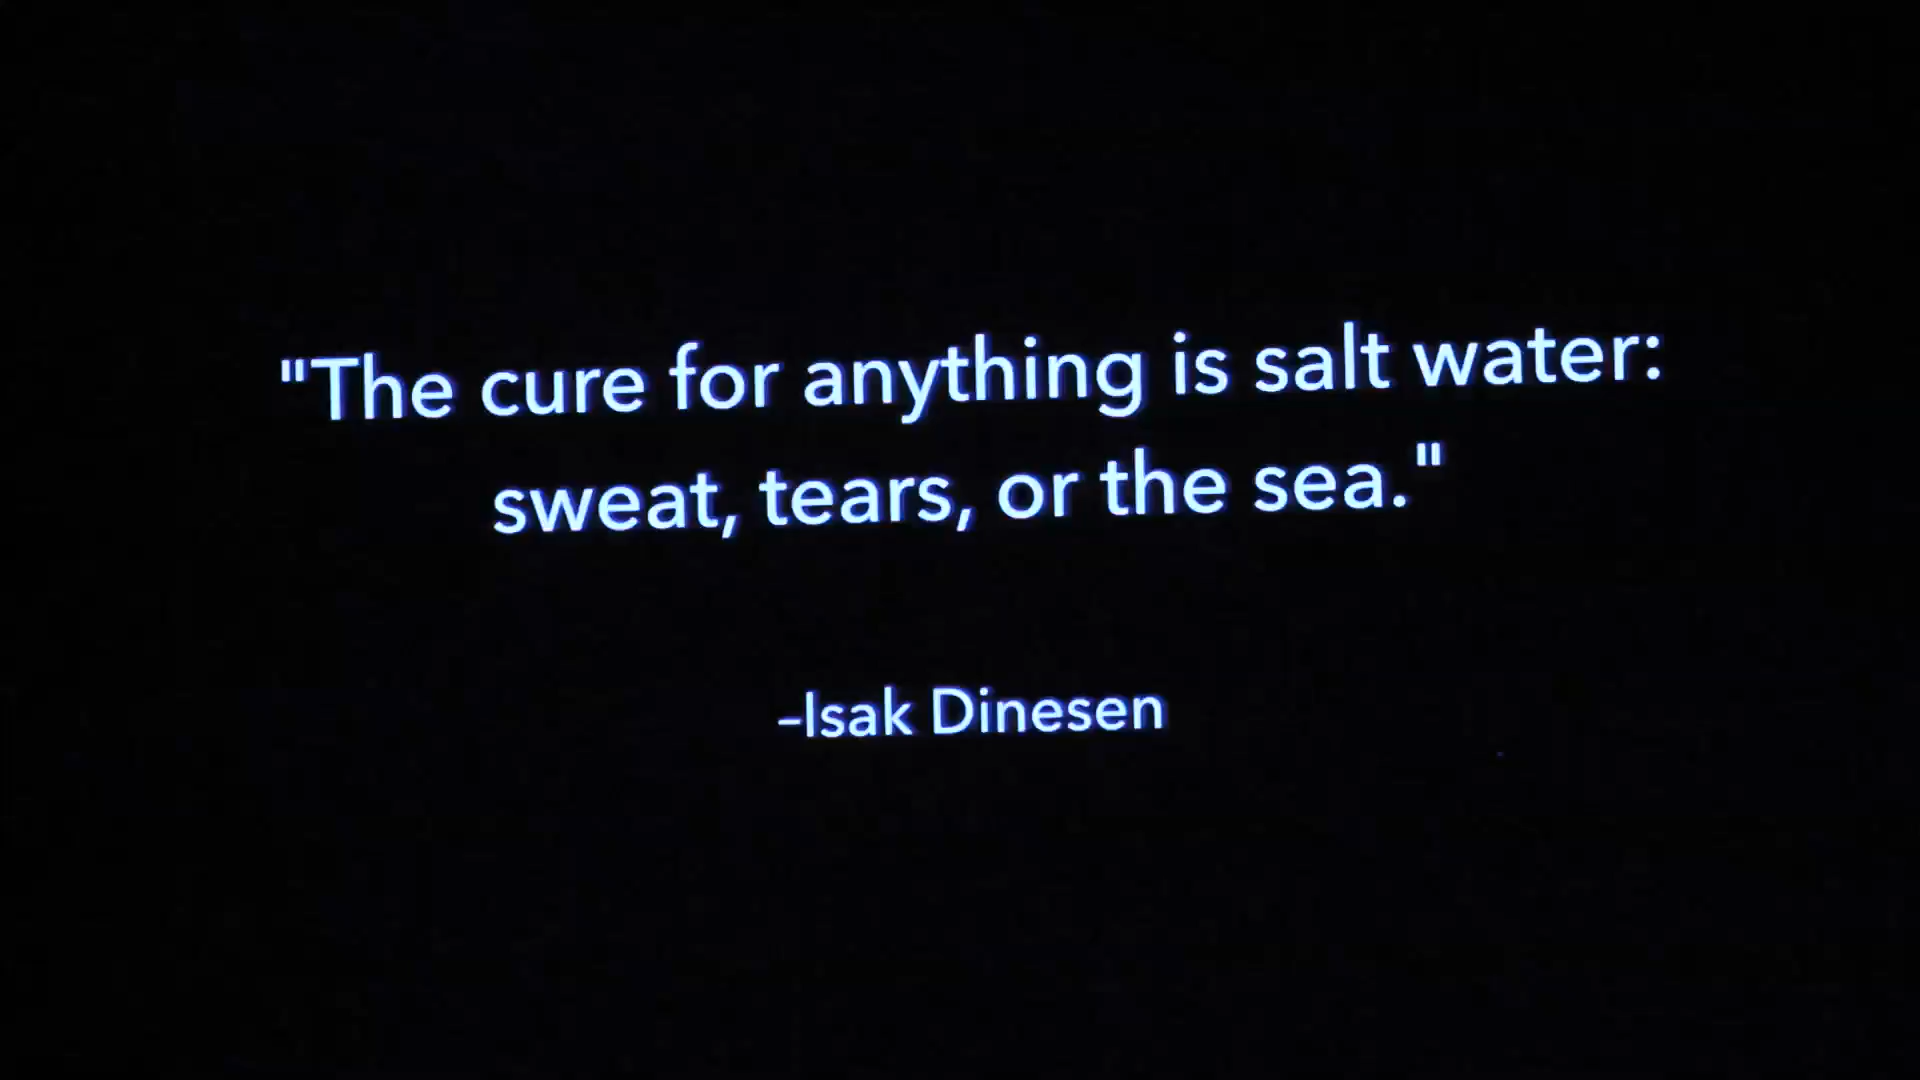 "The cure for anything is salt water:
sweat, tears, or the sea."
–Isak Dinesen